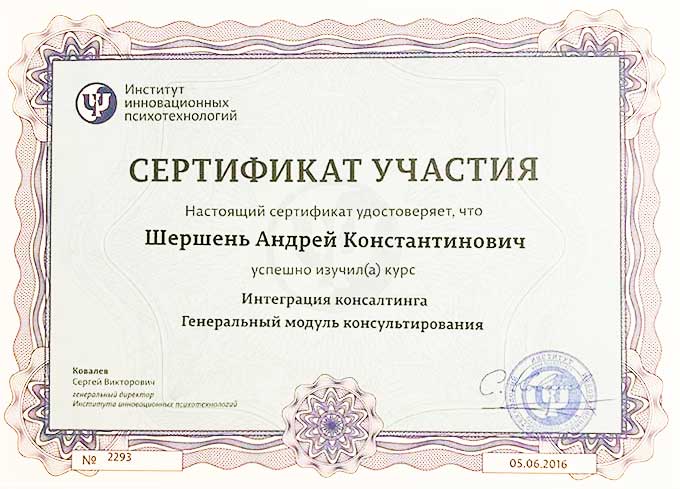 Институт
инновационных
психотехнологий
СЕРТИФИКАТ УЧАСТИЯ
Настоящий сертификат удостоверяет, что
Шершень Андрей Константинович
успешно изучил(а) курс
Интеграция консалтинга
Генеральный модуль консультирования
Ковалев
Сергей Викторович
генеральный директор
Института инновационных психотехнологий
№ 2293
05.06.2016